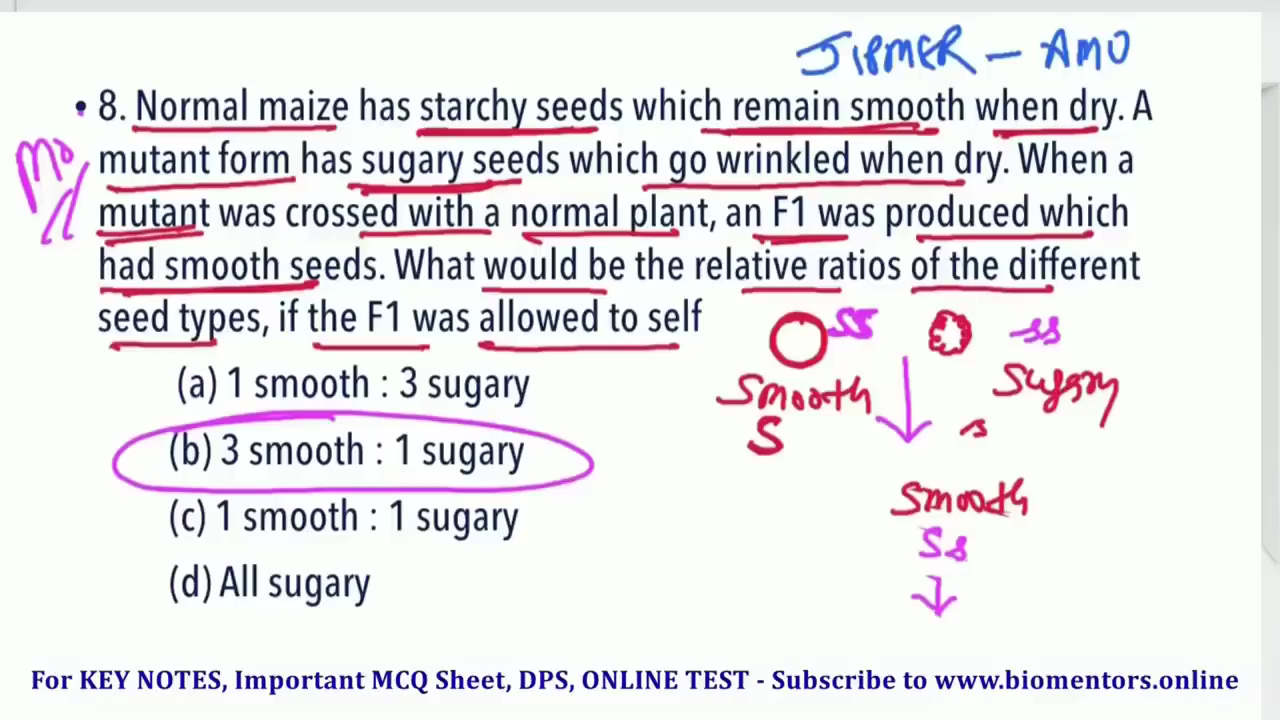 JIPMER - AMU
• 8. Normal maize has starchy seeds which remain smooth when dry. A
mutant form has sugary seeds which go wrinkled when dry. When a
mutant was crossed with a normal plant, an F1 was produced which
had smooth seeds. What would be the relative ratios of the different
seed types, if the F1 was allowed to self
(a) 1 smooth : 3 sugary
(b) 3 smooth : 1 sugary
(c) 1 smooth : 1 sugary
(d) All sugary
SS ss
Smooth Sugary
S s
Smooth
Ss
For KEY NOTES, Important MCQ Sheet, DPS, ONLINE TEST - Subscribe to www.biomentors.online